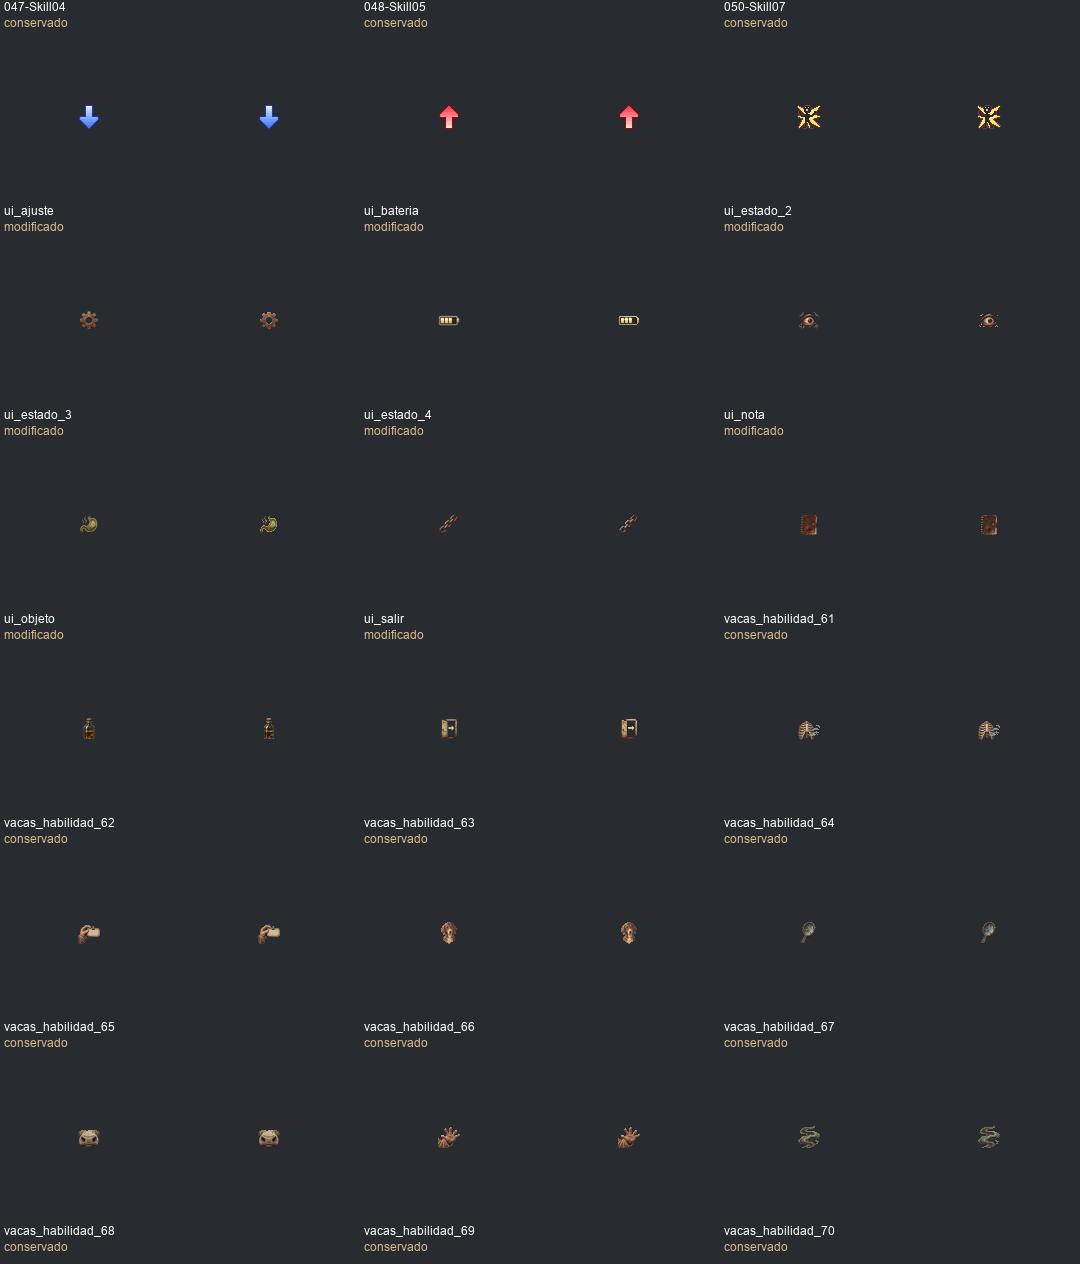 047-Skill04
conservado
048-Skill05
conservado
050-Skill07
conservado
ui_ajuste
modificado
ui_bateria
modificado
ui_estado_2
modificado
ui_estado_3
modificado
ui_estado_4
modificado
ui_nota
modificado
ui_objeto
modificado
ui_salir
modificado
vacas_habilidad_61
conservado
vacas_habilidad_62
conservado
vacas_habilidad_63
conservado
vacas_habilidad_64
conservado
vacas_habilidad_65
conservado
vacas_habilidad_66
conservado
vacas_habilidad_67
conservado
vacas_habilidad_68
conservado
vacas_habilidad_69
conservado
vacas_habilidad_70
conservado